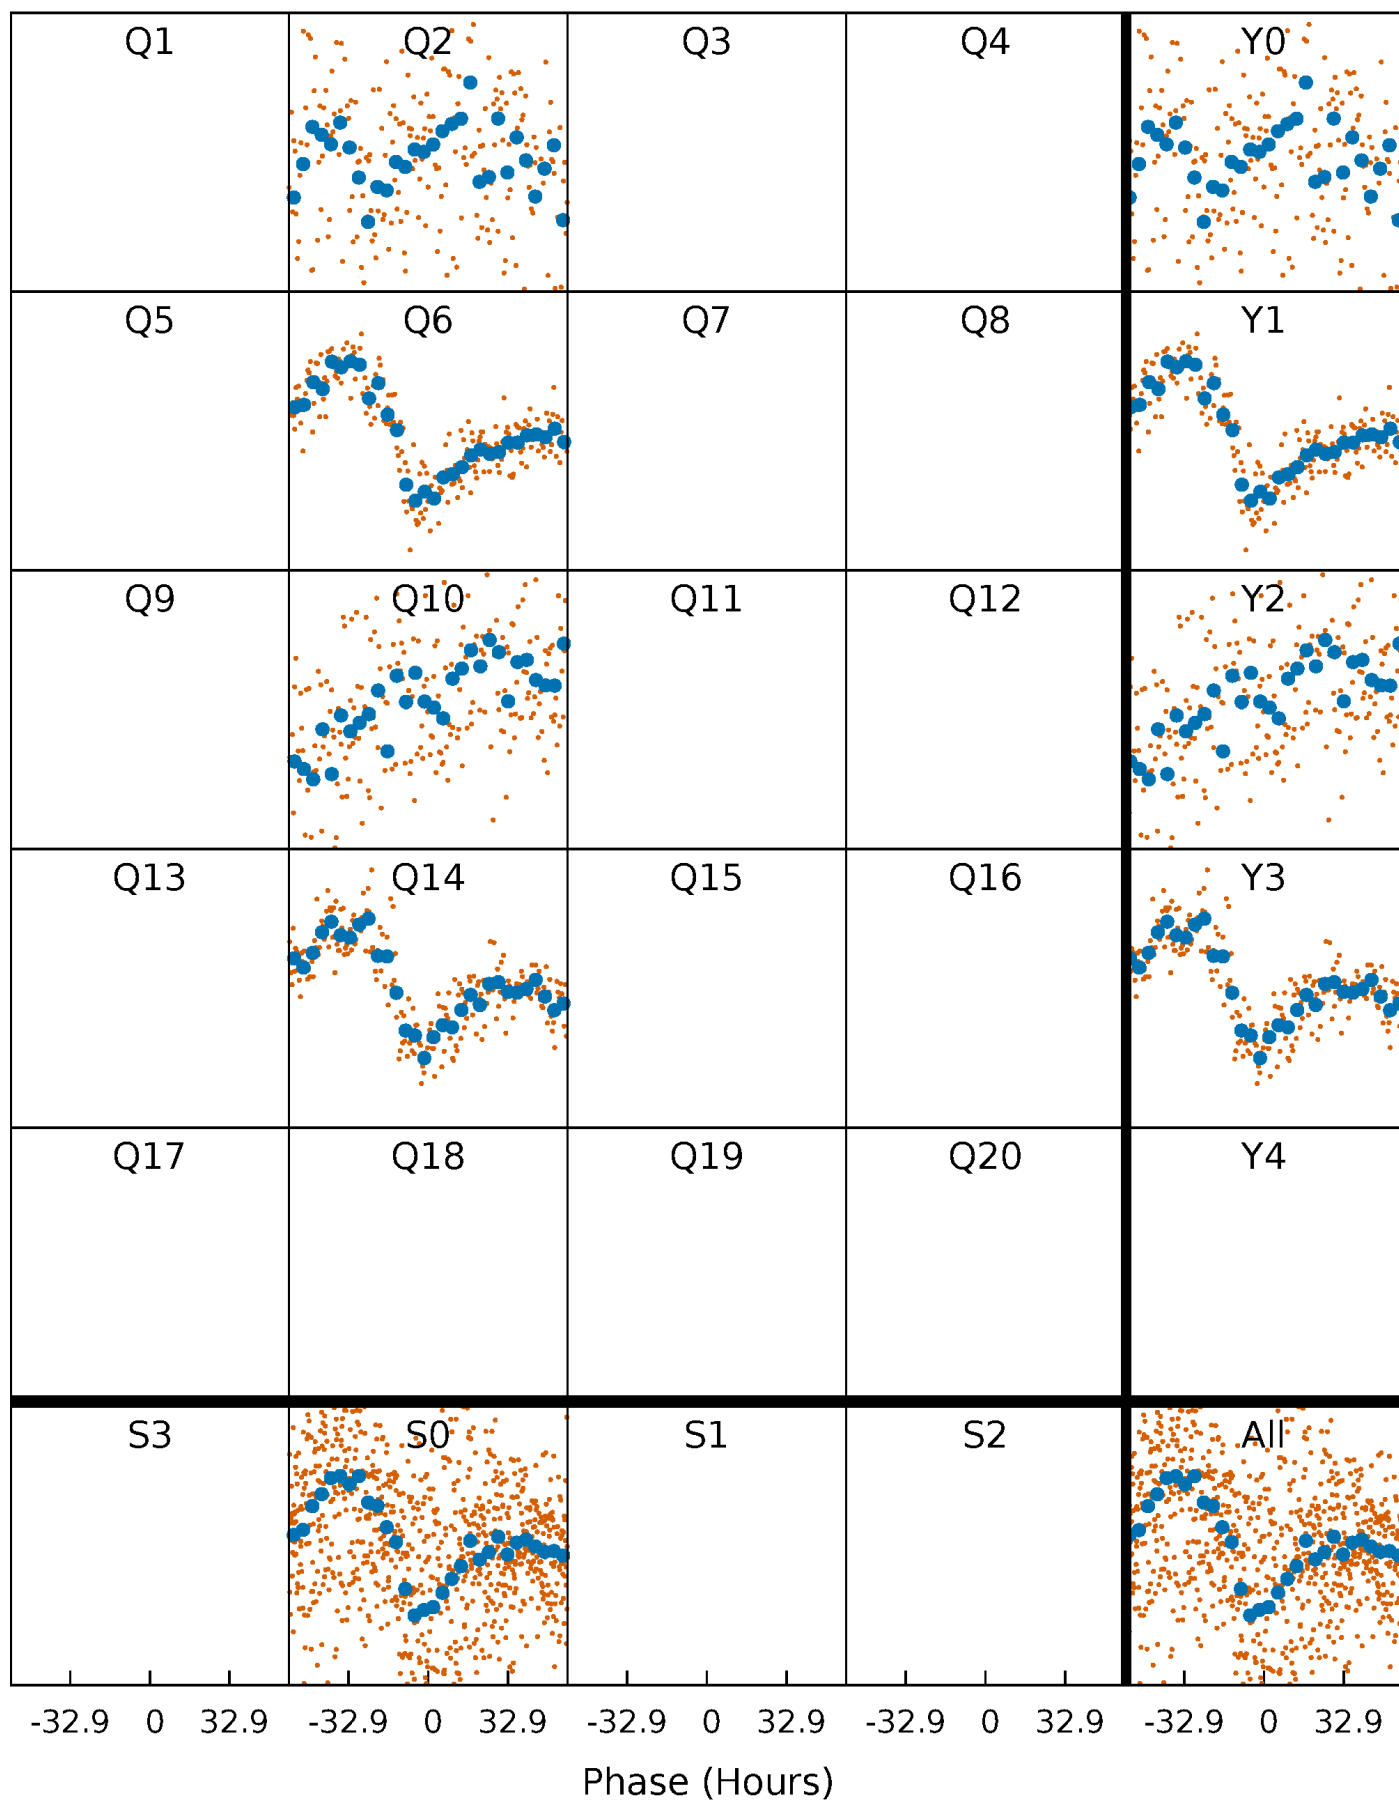 Q1 Q2 Q3 Q4 Y0
Q5 Q6 Q7 Q8 Y1
Q9 Q10 Q11 Q12 Y2
Q13 Q14 Q15 Q16 Y3
Q17 Q18 Q19 Q20 Y4
S3 S0 S1 S2 All
-32.9 0 32.9 -32.9 0 32.9 -32.9 0 32.9 -32.9 0 32.9 -32.9 0 32.9
Phase (Hours)